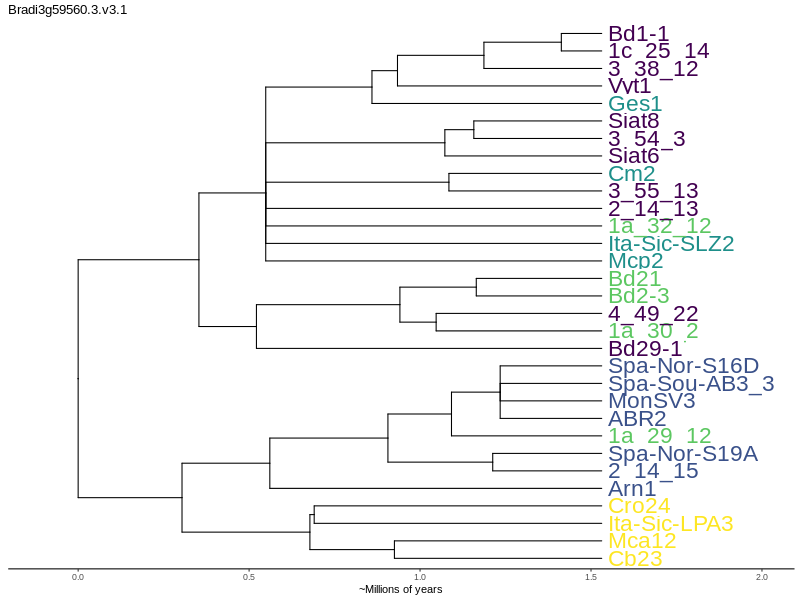 Bradi3g59560.3.v3.1
Bd1-1
1c_25_14
3_38_12
Vvt1
Ges1
Siat8
3_54_3
Siat6
Cm2
3_55_13
2_14_13
1a_32_12
Ita-Sic-SLZ2
Mcp2
Bd21
Bd2-3
4_49_22
1a_30_2
Bd29-1
Spa-Nor-S16D
Spa-Sou-AB3_3
MonSV3
ABR2
1a_29_12
Spa-Nor-S19A
2_14_15
Arn1
Cro24
Ita-Sic-LPA3
Mca12
Cb23
0.0 0.5 1.0 1.5 2.0
~Millions of years